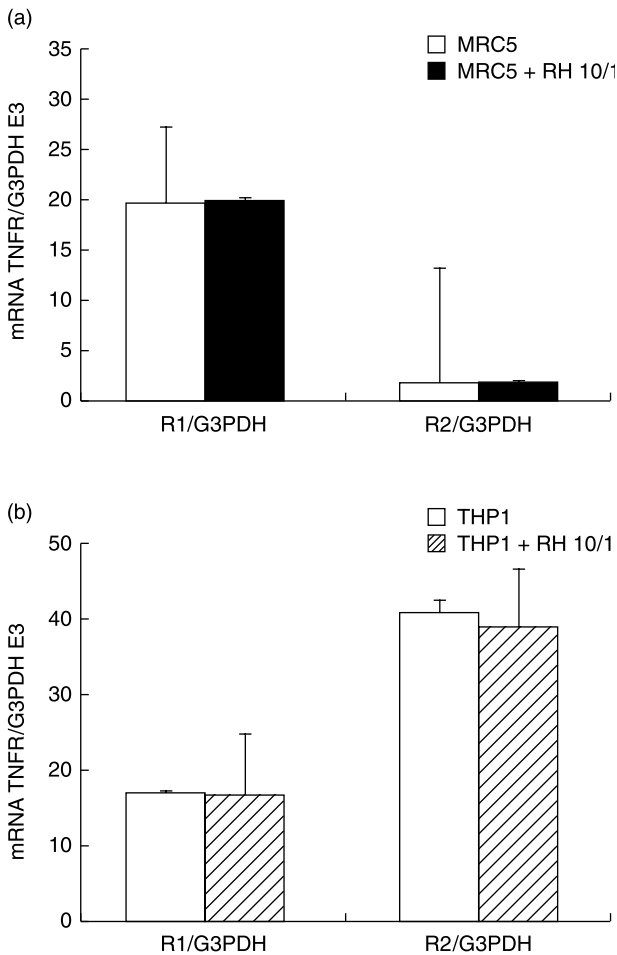 (a)
MRC5
MRC5 + RH 10/1
mRNA TNFR/G3PDH E3
35
30
25
20
15
10
5
0
R1/G3PDH
R2/G3PDH
(b)
THP1
THP1 + RH 10/1
mRNA TNFR/G3PDH E3
50
40
30
20
10
0
R1/G3PDH
R2/G3PDH